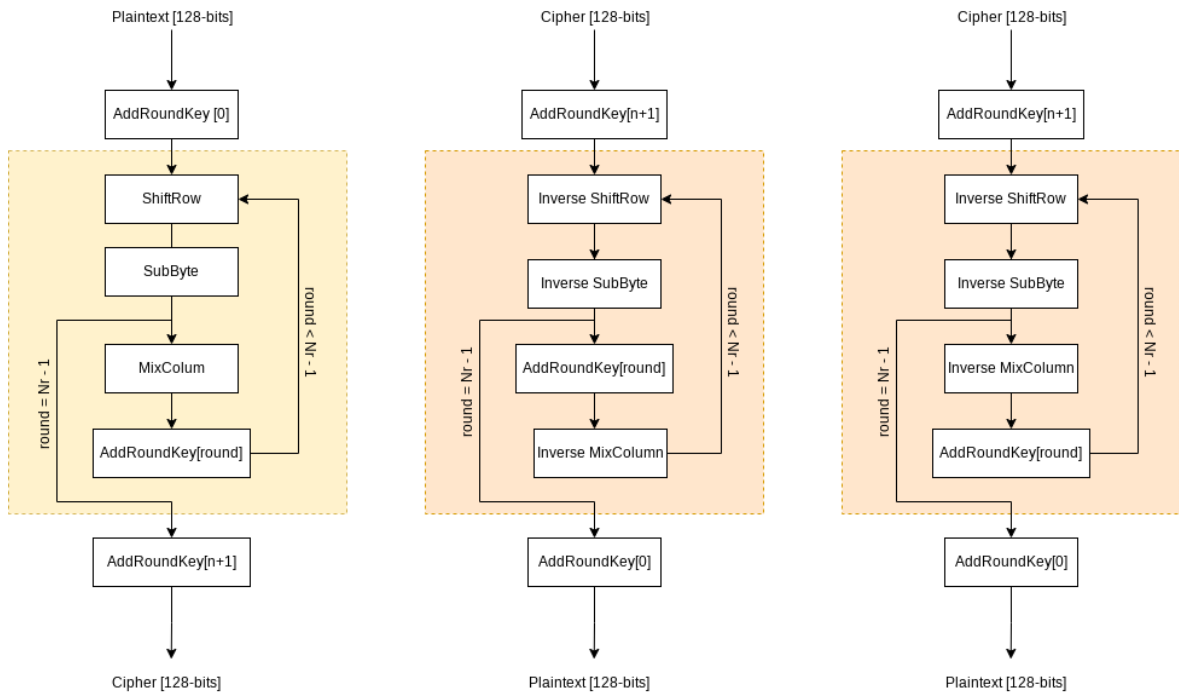 Plaintext [128-bits]
AddRoundKey [0]
ShiftRow
SubByte
MixColum
AddRoundKey[round]
round < Nr - 1
round = Nr - 1
AddRoundKey[n+1]
Cipher [128-bits]
Cipher [128-bits]
AddRoundKey[n+1]
Inverse ShiftRow
Inverse SubByte
AddRoundKey[round]
Inverse MixColumn
round < Nr - 1
round = Nr - 1
AddRoundKey[0]
Plaintext [128-bits]
Cipher [128-bits]
AddRoundKey[n+1]
Inverse ShiftRow
Inverse SubByte
Inverse MixColumn
AddRoundKey[round]
round < Nr - 1
round = Nr - 1
AddRoundKey[0]
Plaintext [128-bits]